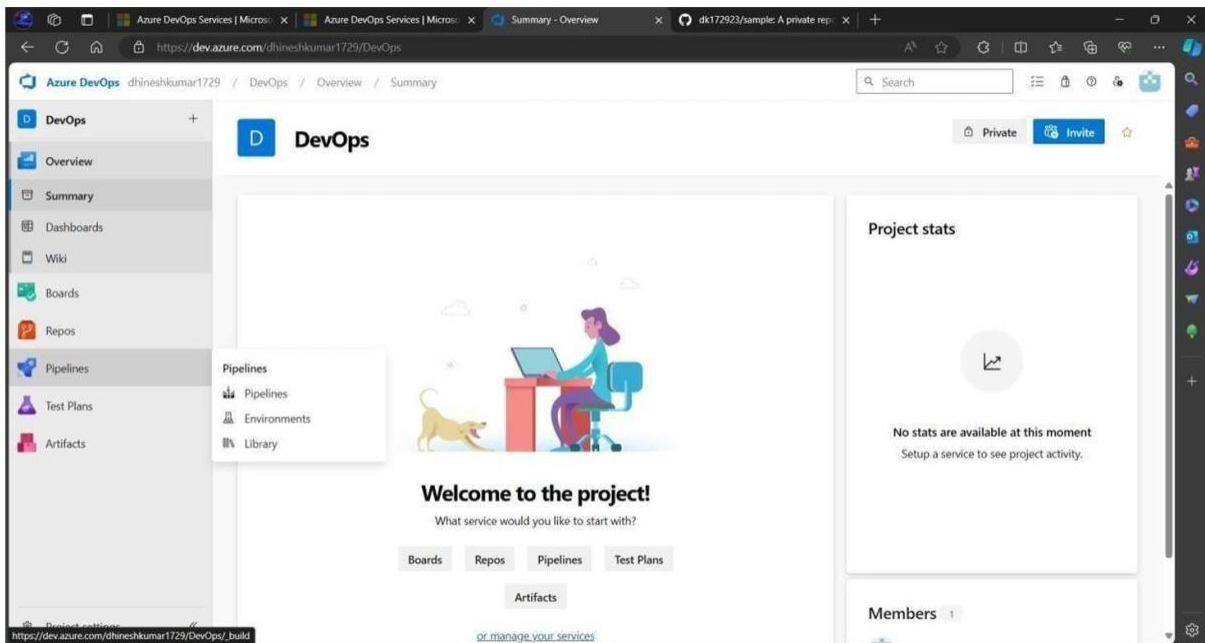 Azure DevOps Services | Microso
Azure DevOps Services | Microso
Summary - Overview
dk172923/sample: A private repo
https://dev.azure.com/dhineshkumar1729/DevOps
Azure DevOps dhineshkumar1729 / DevOps / Overview / Summary
Search
D DevOps
Overview
Summary
Dashboards
Wiki
Boards
Repos
Pipelines
Test Plans
Artifacts
Project settings
https://dev.azure.com/dhineshkumar1729/DevOps/_build
Pipelines
Pipelines
Environments
Library
D DevOps
Private
Invite
Welcome to the project!
What service would you like to start with?
Boards Repos Pipelines Test Plans
Artifacts
or manage your services
Project stats
No stats are available at this moment
Setup a service to see project activity.
Members 1